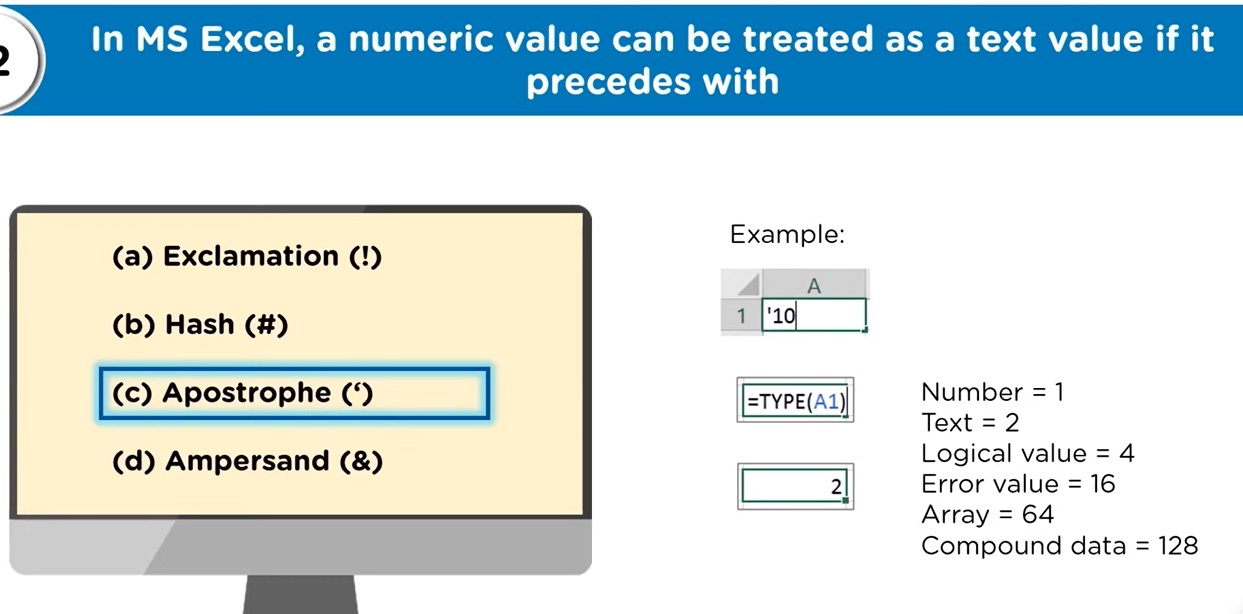 2
In MS Excel, a numeric value can be treated as a text value if it
precedes with
(a) Exclamation (!)
(b) Hash (#)
(c) Apostrophe (‘)
(d) Ampersand (&)
Example:
A
1 '10
=TYPE(A1)
2
Number = 1
Text = 2
Logical value = 4
Error value = 16
Array = 64
Compound data = 128